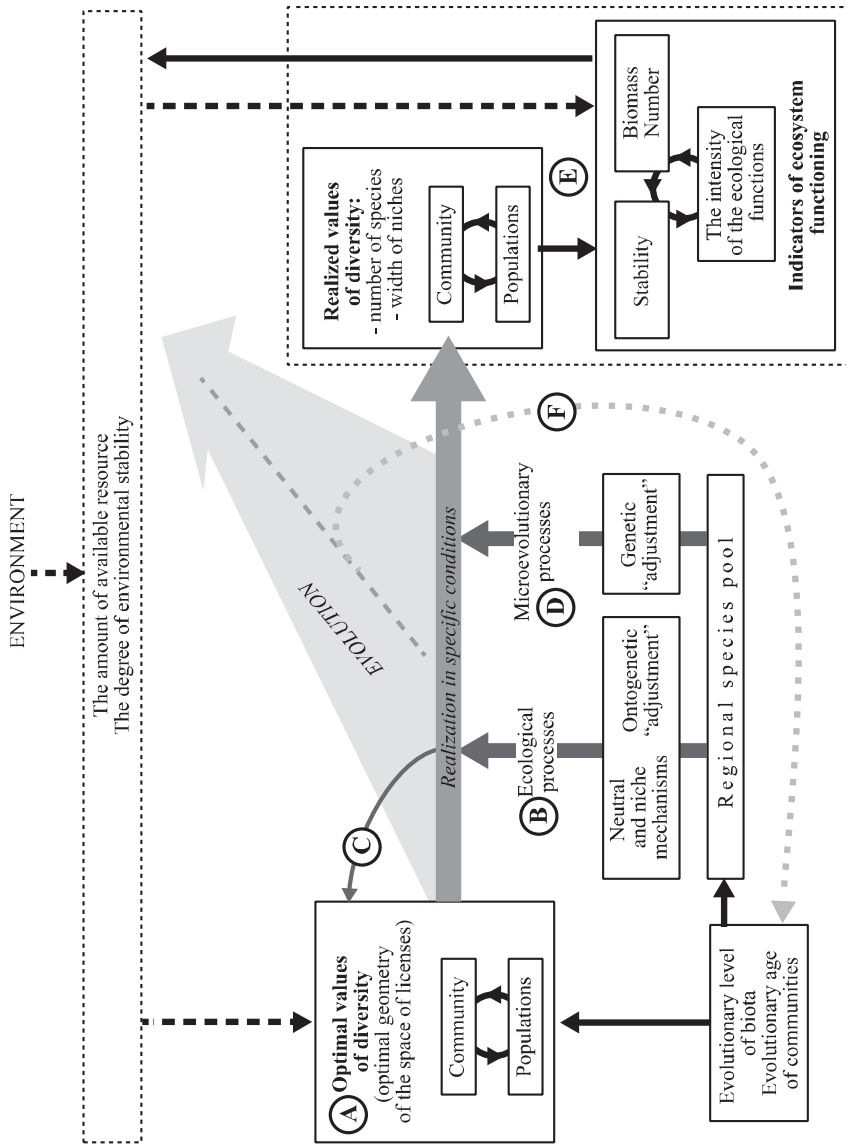 ENVIRONMENT
The amount of available resource
The degree of environmental stability
A
Optimal values
of diversity
(optimal geometry
of the space of licenses)
Community
Populations
C
EVOLUTION
Realization in specific conditions
Realized values
of diversity:
- number of species
- width of niches
Community
Populations
E
Stability
Biomass
Number
The intensity
of the ecological
functions
Indicators of ecosystem
functioning
B
Ecological
processes
D
Microevolutionary
processes
F
Neutral
and niche
mechanisms
Ontogenetic
“adjustment”
Genetic
“adjustment”
Regional species pool
Evolutionary level
of biota
Evolutionary age
of communities